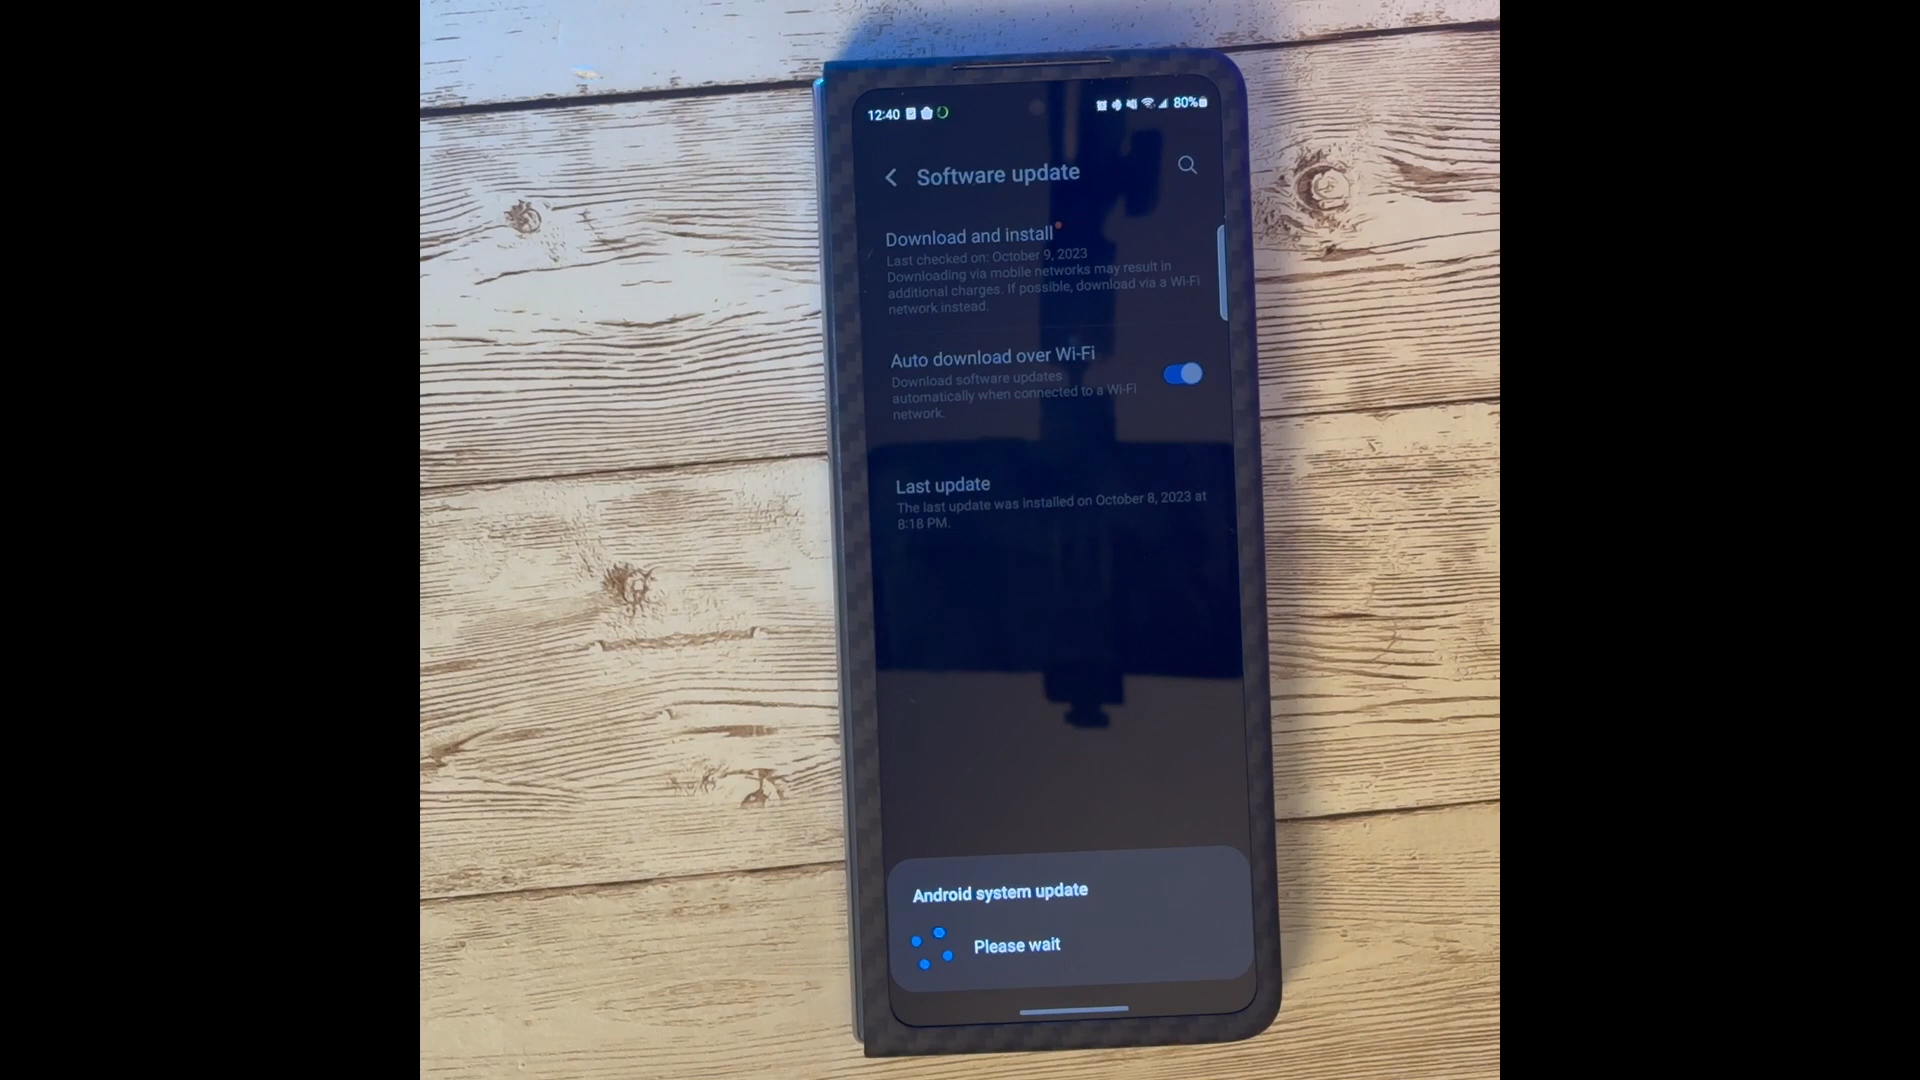 12:40
80%
Software update
Download and install
Last checked on: October 9, 2023
Downloading via mobile networks may result in
additional charges. If possible, download via a Wi-Fi
network instead.
Auto download over Wi-Fi
Download software updates
automatically when connected to a Wi-Fi
network.
Last update
The last update was installed on October 8, 2023 at
8:18 PM.
Android system update
Please wait